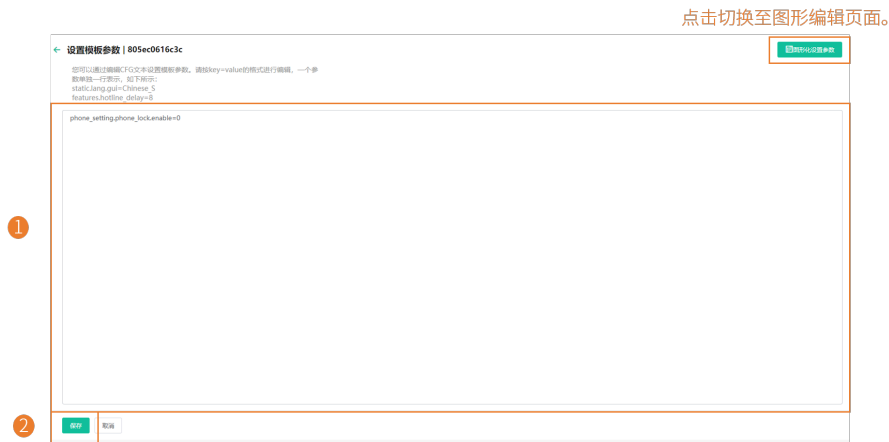 点击切换至图形编辑页面。
← 设置模板参数 | 805ec0616c3c
图形化设置参数
您可以通过编辑CFG文本设置模板参数。请按key=value的格式进行编辑，一个参
数单独一行表示，如下所示：
static.lang.gui=Chinese_S
features.hotline_delay=8
phone_setting.phone_lock.enable=0
1
2
保存
取消